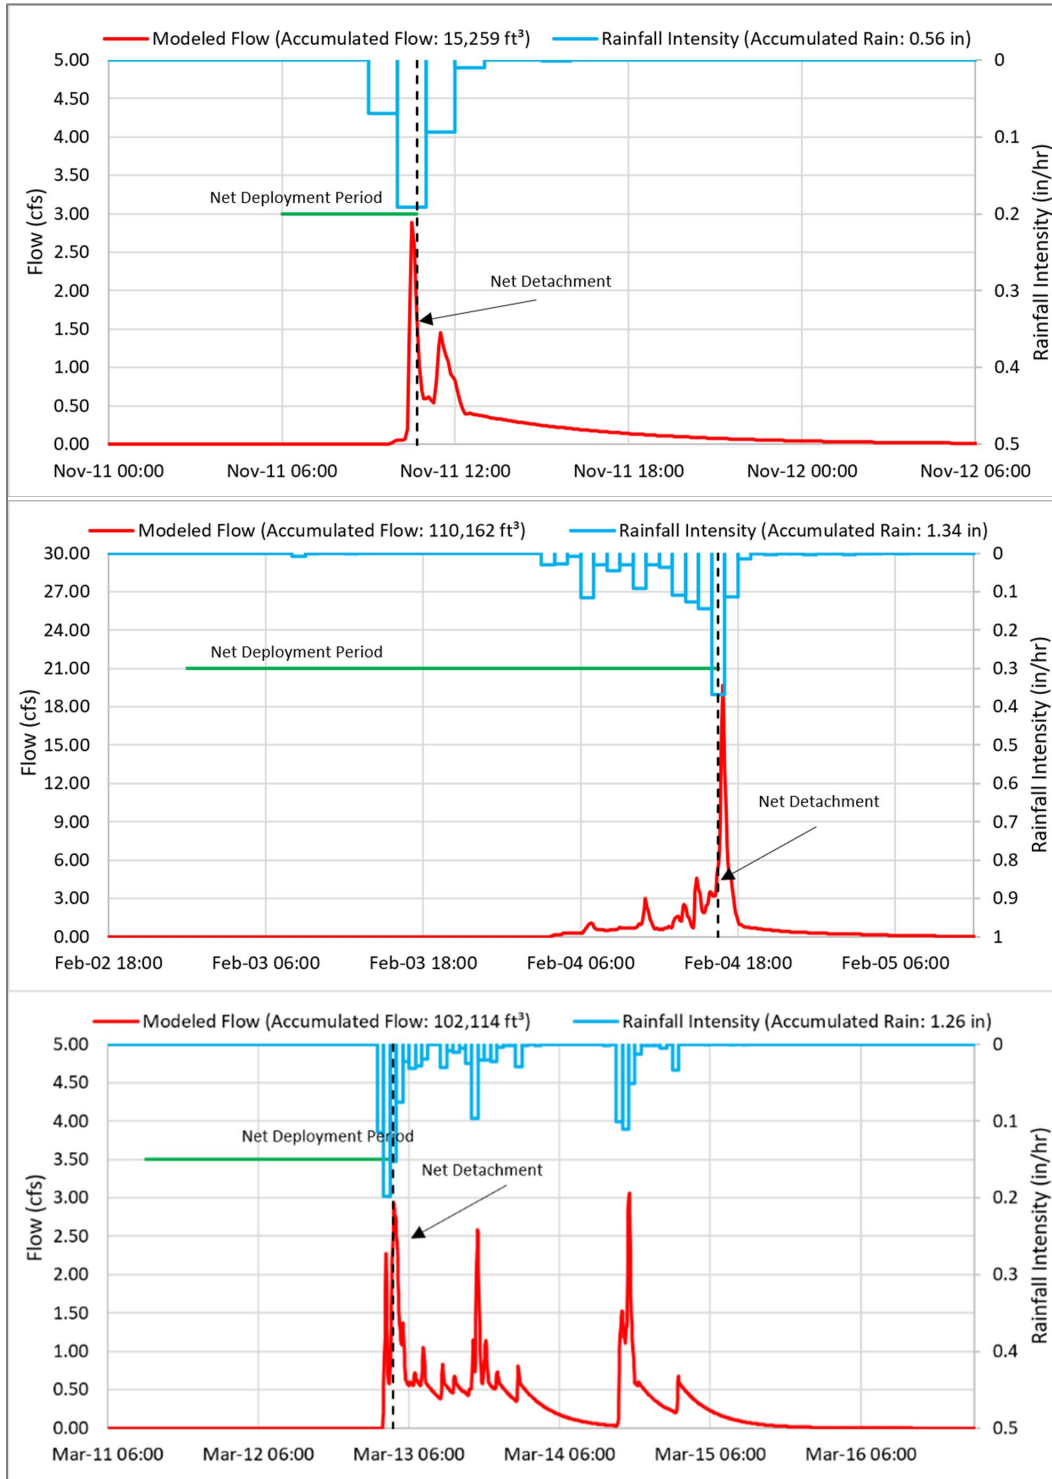 Modeled Flow (Accumulated Flow: 15,259 ft³) Rainfall Intensity (Accumulated Rain: 0.56 in)
5.00 0
4.50
4.00 0.1
3.50
Net Deployment Period
3.00 0.2
2.50
Net Detachment
2.00 0.3
1.50
1.00 0.4
0.50
0.00 0.5
Flow (cfs)
Rainfall Intensity (in/hr)
Nov-11 00:00 Nov-11 06:00 Nov-11 12:00 Nov-11 18:00 Nov-12 00:00 Nov-12 06:00
Modeled Flow (Accumulated Flow: 110,162 ft³) Rainfall Intensity (Accumulated Rain: 1.34 in)
30.00 0
27.00 0.1
24.00 0.2
Net Deployment Period
21.00 0.3
18.00 0.4
15.00 0.5
12.00 0.6
Net Detachment
9.00 0.7
6.00 0.8
3.00 0.9
0.00 1
Flow (cfs)
Rainfall Intensity (in/hr)
Feb-02 18:00 Feb-03 06:00 Feb-03 18:00 Feb-04 06:00 Feb-04 18:00 Feb-05 06:00
Modeled Flow (Accumulated Flow: 102,114 ft³) Rainfall Intensity (Accumulated Rain: 1.26 in)
5.00 0
4.50
4.00 0.1
Net Deployment Period
3.50
Net Detachment
3.00 0.2
2.50
2.00 0.3
1.50
1.00 0.4
0.50
0.00 0.5
Flow (cfs)
Rainfall Intensity (in/hr)
Mar-11 06:00 Mar-12 06:00 Mar-13 06:00 Mar-14 06:00 Mar-15 06:00 Mar-16 06:00